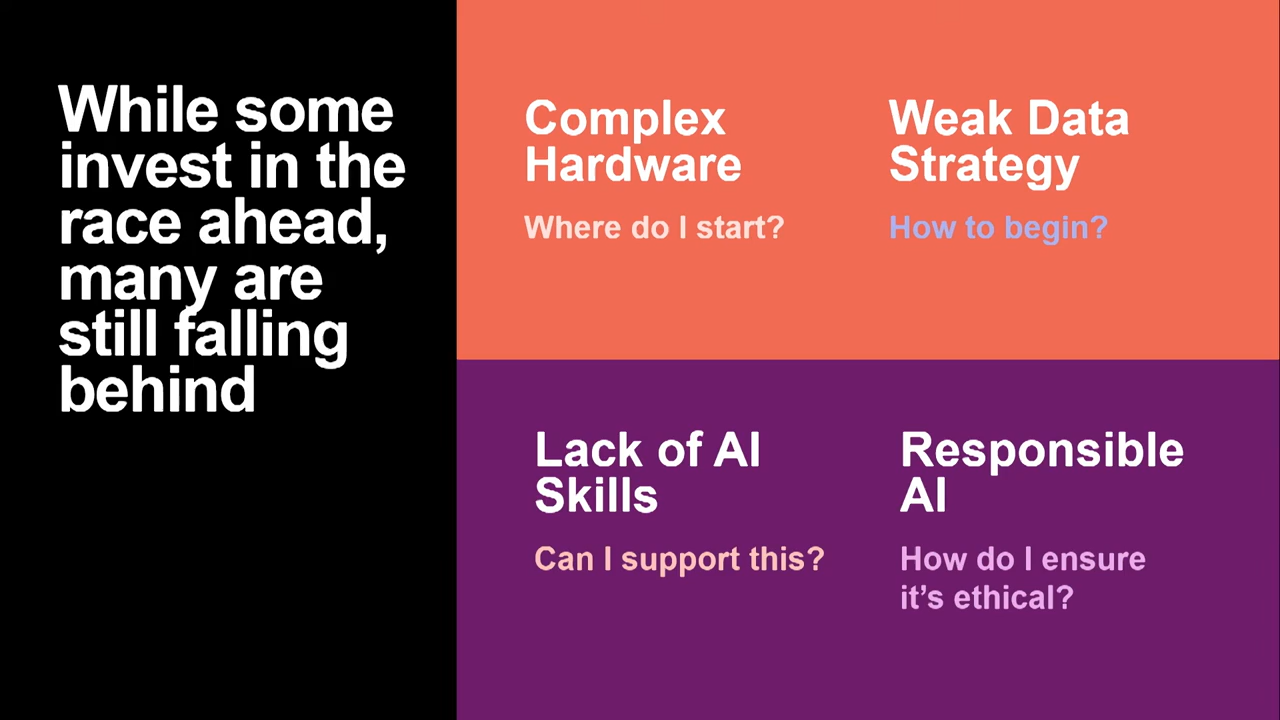 While some
invest in the
race ahead,
many are
still falling
behind
Complex
Hardware
Where do I start?
Weak Data
Strategy
How to begin?
Lack of AI
Skills
Can I support this?
Responsible
AI
How do I ensure
it’s ethical?